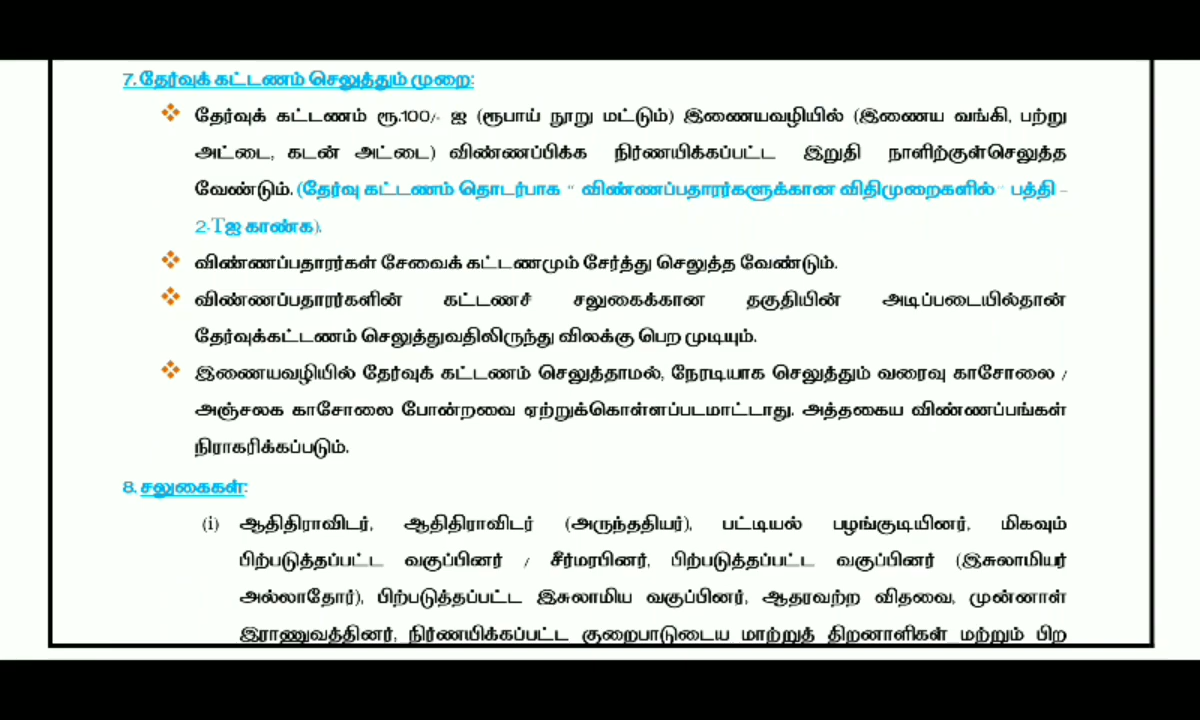 7. தேர்வுக் கட்டணம் செலுத்தும் முறை:
தேர்வுக் கட்டணம் ரூ.100/- ஐ (ரூபாய் நூறு மட்டும்) இணையவழியில் (இணைய வங்கி, பற்று
அட்டை, கடன் அட்டை) விண்ணப்பிக்க நிர்ணயிக்கப்பட்ட இறுதி நாளிற்குள்செலுத்த
வேண்டும். (தேர்வு கட்டணம் தொடர்பாக “ விண்ணப்பதாரர்களுக்கான விதிமுறைகளில்” பத்தி –
2-Tஐ காண்க).
விண்ணப்பதாரர்கள் சேவைக் கட்டணமும் சேர்த்து செலுத்த வேண்டும்.
விண்ணப்பதாரர்களின் கட்டணச் சலுகைக்கான தகுதியின் அடிப்படையில்தான்
தேர்வுக்கட்டணம் செலுத்துவதிலிருந்து விலக்கு பெற முடியும்.
இணையவழியில் தேர்வுக் கட்டணம் செலுத்தாமல், நேரடியாக செலுத்தும் வரைவு காசோலை /
அஞ்சலக காசோலை போன்றவை ஏற்றுக்கொள்ளப்படமாட்டாது. அத்தகைய விண்ணப்பங்கள்
நிராகரிக்கப்படும்.
8. சலுகைகள்:
(i) ஆதிதிராவிடர், ஆதிதிராவிடர் (அருந்ததியர்), பட்டியல் பழங்குடியினர், மிகவும்
பிற்படுத்தப்பட்ட வகுப்பினர் / சீர்மரபினர், பிற்படுத்தப்பட்ட வகுப்பினர் (இசுலாமியர்
அல்லாதோர்), பிற்படுத்தப்பட்ட இசுலாமிய வகுப்பினர், ஆதரவற்ற விதவை, முன்னாள்
இராணுவத்தினர், நிர்ணயிக்கப்பட்ட குறைபாடுடைய மாற்றுத் திறனாளிகள் மற்றும் பிற